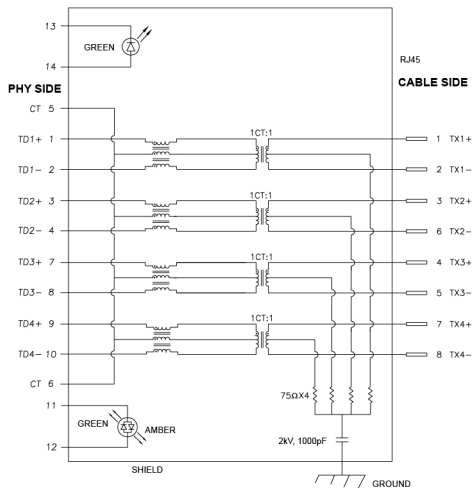 13
GREEN
14
RJ45
PHY SIDE
CABLE SIDE
CT 5
1CT:1
TD1+ 1
1 TX1+
TD1- 2
2 TX1-
1CT:1
TD2+ 3
3 TX2+
TD2- 4
6 TX2-
1CT:1
TD3+ 7
4 TX3+
TD3- 8
5 TX3-
1CT:1
TD4+ 9
7 TX4+
TD4- 10
8 TX4-
CT 6
75ΩX4
11
GREEN
AMBER
2kV, 1000pF
12
SHIELD
GROUND